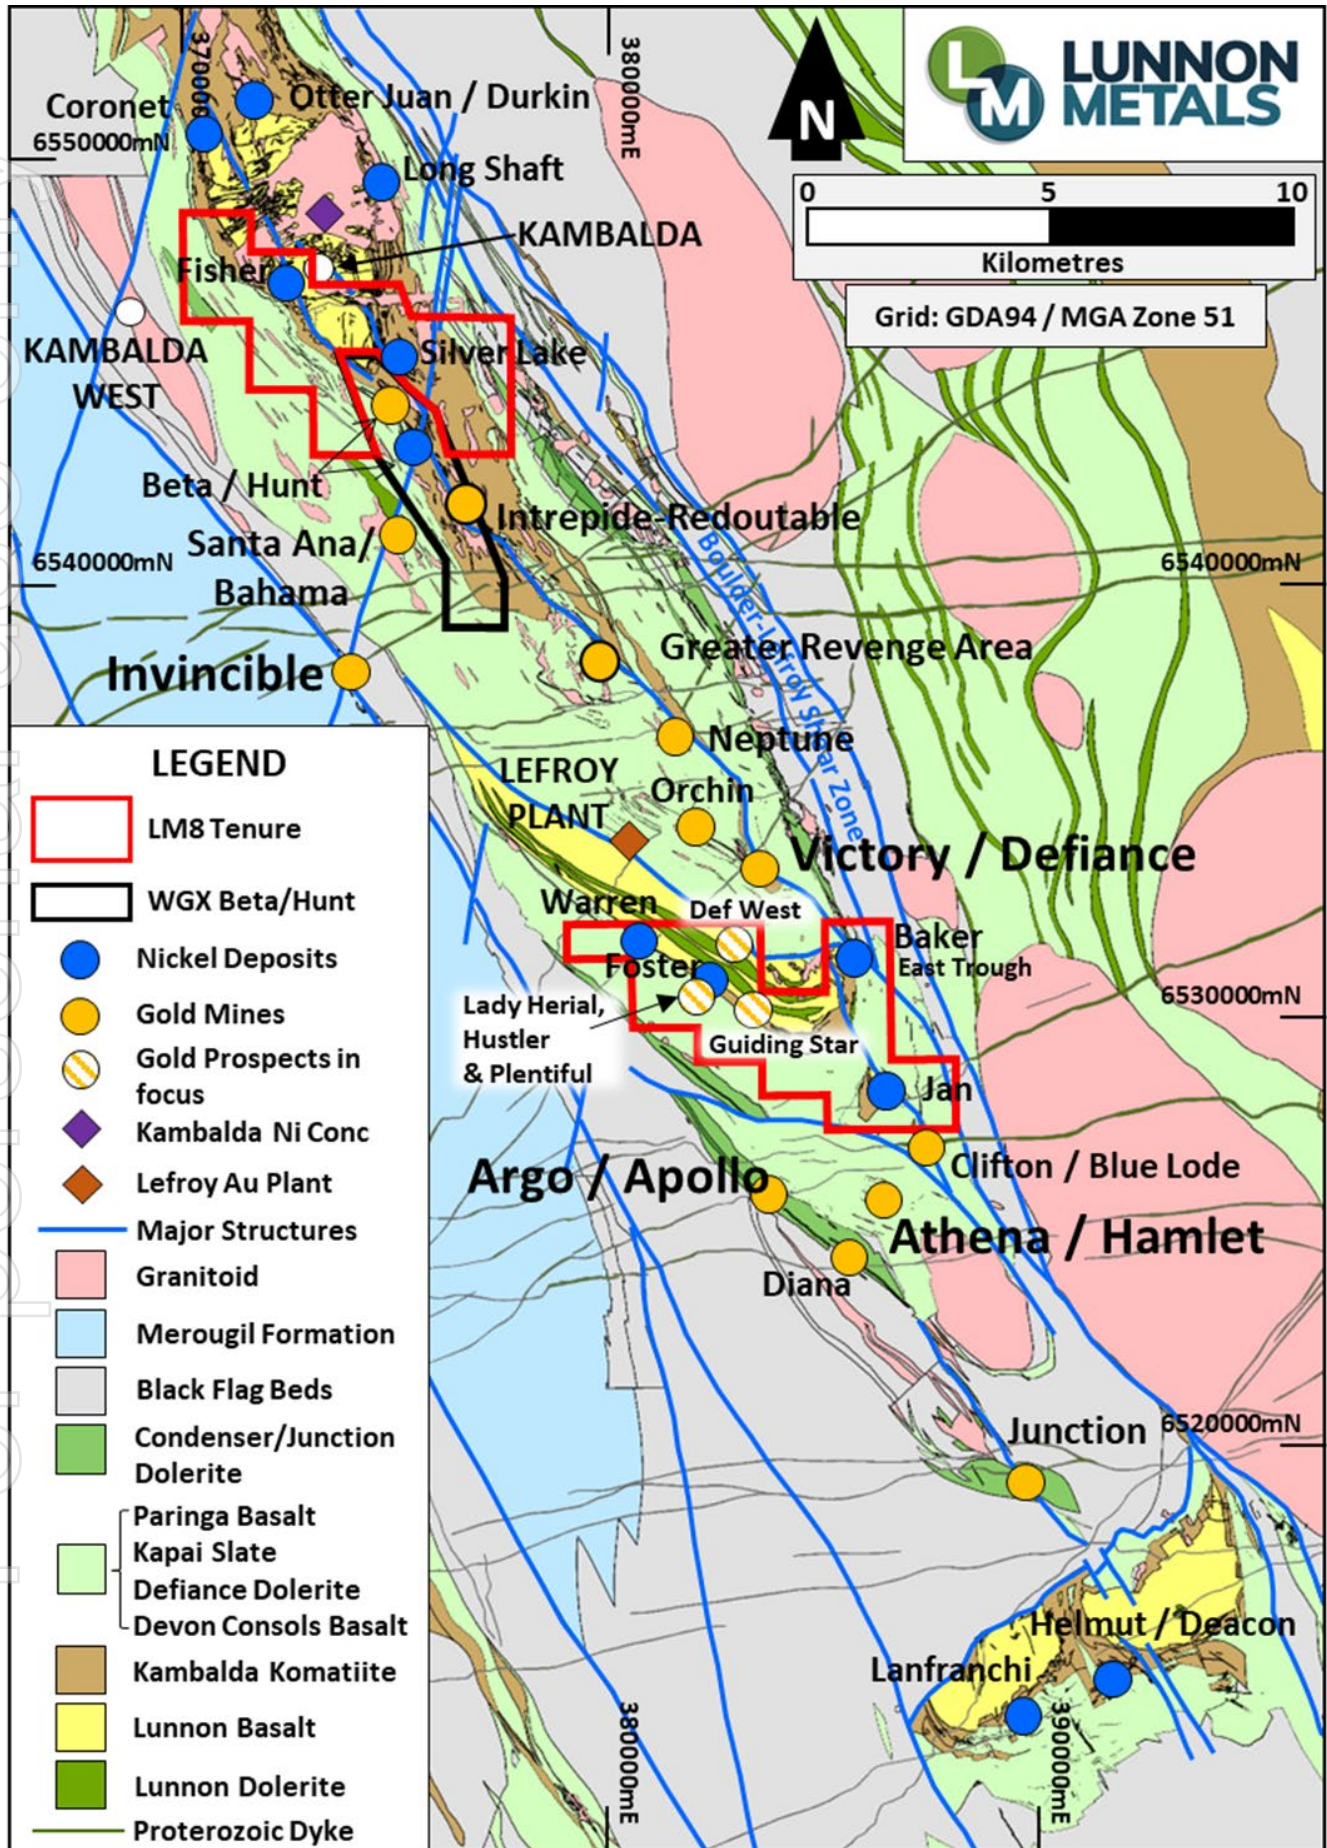 LUNNON
METALS
L
M
N
370000
380000mE
Coronet
Otter Juan / Durkin
6550000mN
Long Shaft
0 5 10
Kilometres
KAMBALDA
Fisher
Grid: GDA94 / MGA Zone 51
KAMBALDA
WEST
Silver Lake
Beta / Hunt
Intrepide-Redoutable
Santa Ana/
Bahama
6540000mN
6540000mN
Boulder-Lefroy Shear Zone
Greater Revenge Area
Invincible
Neptune
LEFROY
PLANT
Orchin
Victory / Defiance
Warren
Def West
Baker
East Trough
Foster
6530000mN
Lady Herial,
Hustler
& Plentiful
Guiding Star
Jan
Clifton / Blue Lode
Argo / Apollo
Athena / Hamlet
Diana
Junction
6520000mN
Helmut / Deacon
Lanfranchi
380000mE
390000mE
LEGEND
LM8 Tenure
WGX Beta/Hunt
Nickel Deposits
Gold Mines
Gold Prospects in
focus
Kambalda Ni Conc
Lefroy Au Plant
Major Structures
Granitoid
Merougil Formation
Black Flag Beds
Condenser/Junction
Dolerite
Paringa Basalt
Kapai Slate
Defiance Dolerite
Devon Consols Basalt
Kambalda Komatiite
Lunnon Basalt
Lunnon Dolerite
Proterozoic Dyke